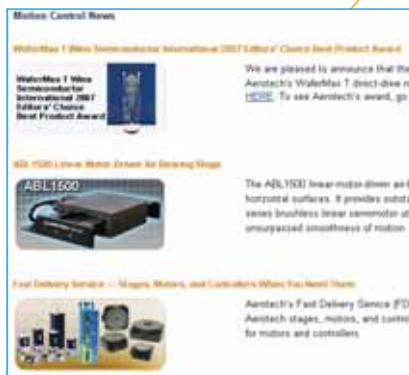 Motion Control News
WaferMax T Wins Semiconductor International 2007 Editors' Choice Best Product Award
WaferMax T Wins
Semiconductor
International 2007
Editors' Choice
Best Product Award
We are pleased to announce that the
Aerotech's WaferMax T direct-drive
HERE. To see Aerotech's award, go
ABL1500 Linear Motor Driven Air Bearing Stage
ABL1500
The ABL1500 linear-motor-driven air-b
horizontal surfaces. It provides substa
series brushless linear servomotor ut
unsurpassed smoothness of motion
Fast Delivery Service -- Stages, Motors, and Controllers When You Need Them
Aerotech's Fast Delivery Service (FD
Aerotech stages, motors, and contro
for motors and controllers